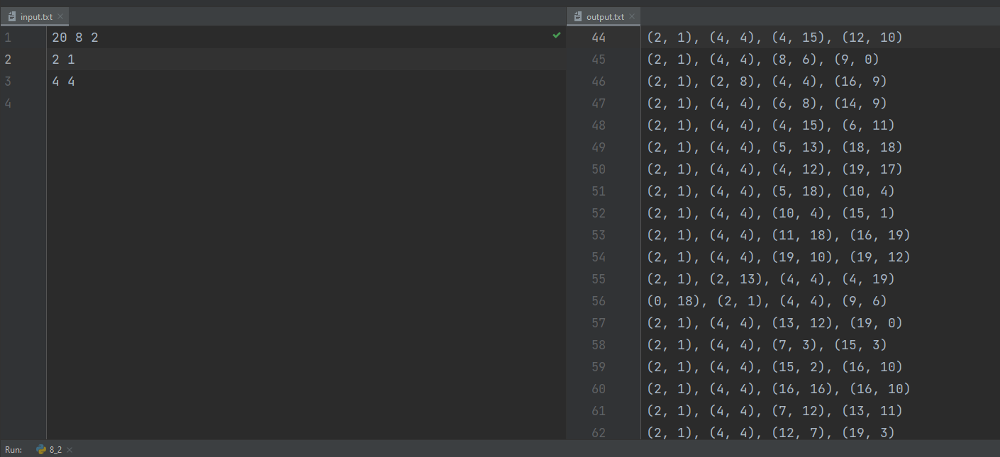 input.txt
1 20 8 2
2 2 1
3 4 4
4
output.txt
44 (2, 1), (4, 4), (4, 15), (12, 10)
45 (2, 1), (4, 4), (8, 6), (9, 0)
46 (2, 1), (2, 8), (4, 4), (16, 9)
47 (2, 1), (4, 4), (6, 8), (14, 9)
48 (2, 1), (4, 4), (4, 15), (6, 11)
49 (2, 1), (4, 4), (5, 13), (18, 18)
50 (2, 1), (4, 4), (4, 12), (19, 17)
51 (2, 1), (4, 4), (5, 18), (10, 4)
52 (2, 1), (4, 4), (10, 4), (15, 1)
53 (2, 1), (4, 4), (11, 18), (16, 19)
54 (2, 1), (4, 4), (19, 10), (19, 12)
55 (2, 1), (2, 13), (4, 4), (4, 19)
56 (0, 18), (2, 1), (4, 4), (9, 6)
57 (2, 1), (4, 4), (13, 12), (19, 0)
58 (2, 1), (4, 4), (7, 3), (15, 3)
59 (2, 1), (4, 4), (15, 2), (16, 10)
60 (2, 1), (4, 4), (16, 16), (16, 10)
61 (2, 1), (4, 4), (7, 12), (13, 11)
62 (2, 1), (4, 4), (12, 7), (19, 3)
Run: 8_2